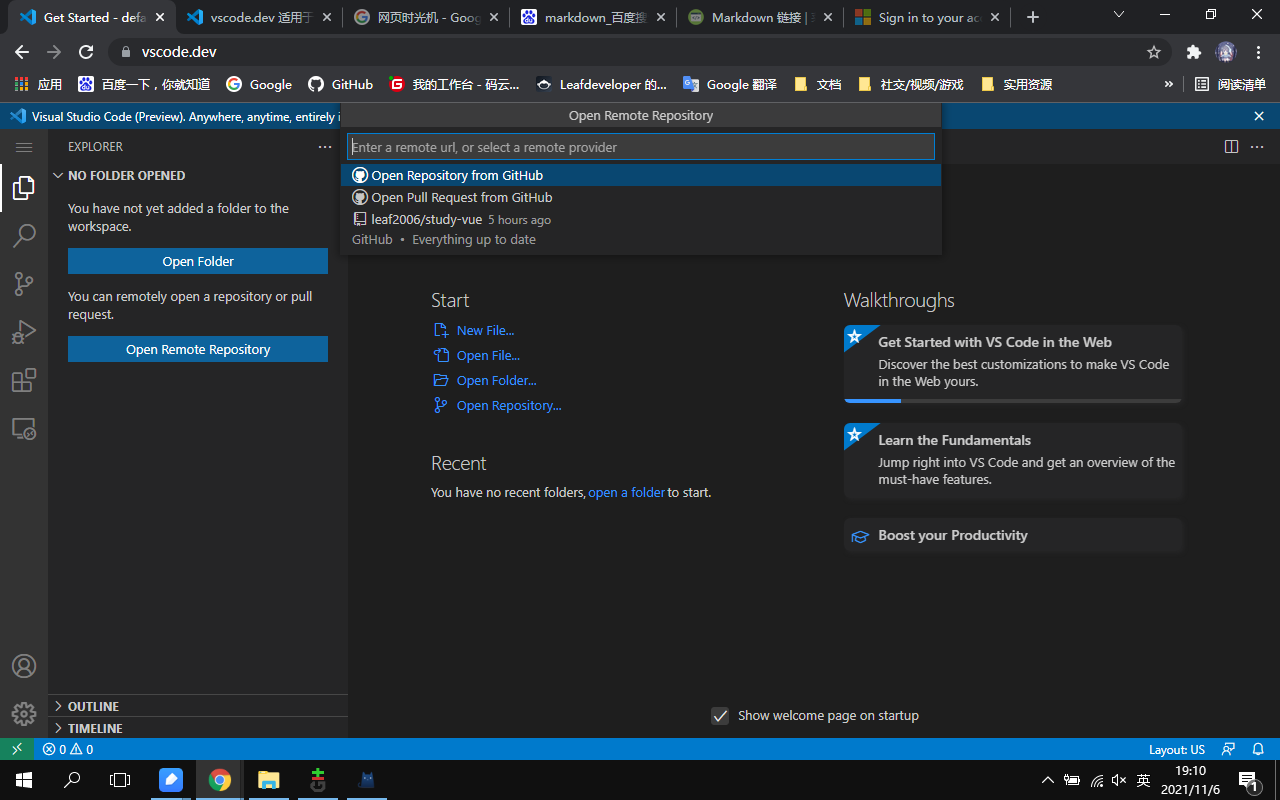 Get Started - defa
vscode.dev 适用于
网页时光机 - Goog
markdown_百度搜
Markdown 链接 |
Sign in to your acc
vscode.dev
应用
百度一下，你就知道
Google
GitHub
我的工作台 - 码云...
Leafdeveloper 的...
Google 翻译
文档
社交/视频/游戏
实用资源
»
阅读清单
Visual Studio Code (Preview). Anywhere, anytime, entirely i
Open Remote Repository
Enter a remote url, or select a remote provider
Open Repository from GitHub
Open Pull Request from GitHub
leaf2006/study-vue 5 hours ago
GitHub • Everything up to date
EXPLORER
NO FOLDER OPENED
You have not yet added a folder to the
workspace.
Open Folder
You can remotely open a repository or pull
request.
Open Remote Repository
Start
New File...
Open File...
Open Folder...
Open Repository...
Recent
You have no recent folders, open a folder to start.
Walkthroughs
Get Started with VS Code in the Web
Discover the best customizations to make VS Code
in the Web yours.
Learn the Fundamentals
Jump right into VS Code and get an overview of the
must-have features.
Boost your Productivity
OUTLINE
TIMELINE
Show welcome page on startup
0 0
Layout: US
英
19:10
2021/11/6
1